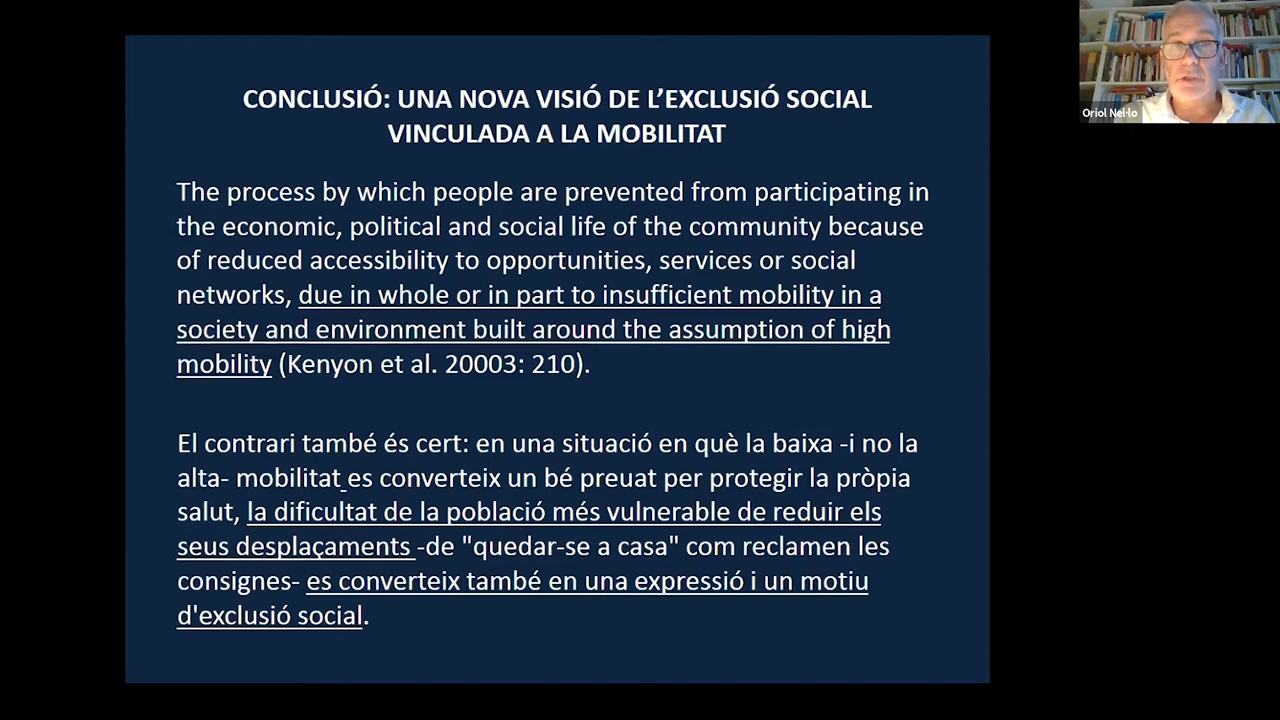 CONCLUSIÓ: UNA NOVA VISIÓ DE L’EXCLUSIÓ SOCIAL
VINCULADA A LA MOBILITAT
The process by which people are prevented from participating in
the economic, political and social life of the community because
of reduced accessibility to opportunities, services or social
networks, due in whole or in part to insufficient mobility in a
society and environment built around the assumption of high
mobility (Kenyon et al. 20003: 210).
El contrari també és cert: en una situació en què la baixa -i no la
alta- mobilitat es converteix un bé preuat per protegir la pròpia
salut, la dificultat de la població més vulnerable de reduir els
seus desplaçaments -de "quedar-se a casa" com reclamen les
consignes- es converteix també en una expressió i un motiu
d'exclusió social.
Oriol Nel·lo